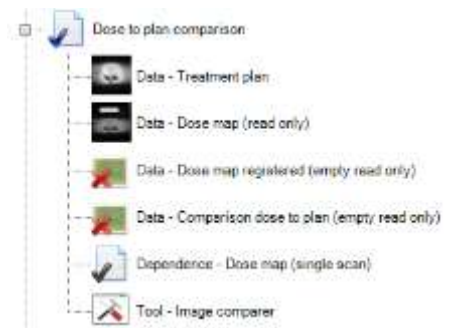 Dose to plan comparison
Data - Treatment plan
Data - Dose map (read only)
Data - Dose map registered (empty read only)
Data - Comparison dose to plan (empty read only)
Dependence - Dose map (single scan)
Tool - Image comparer